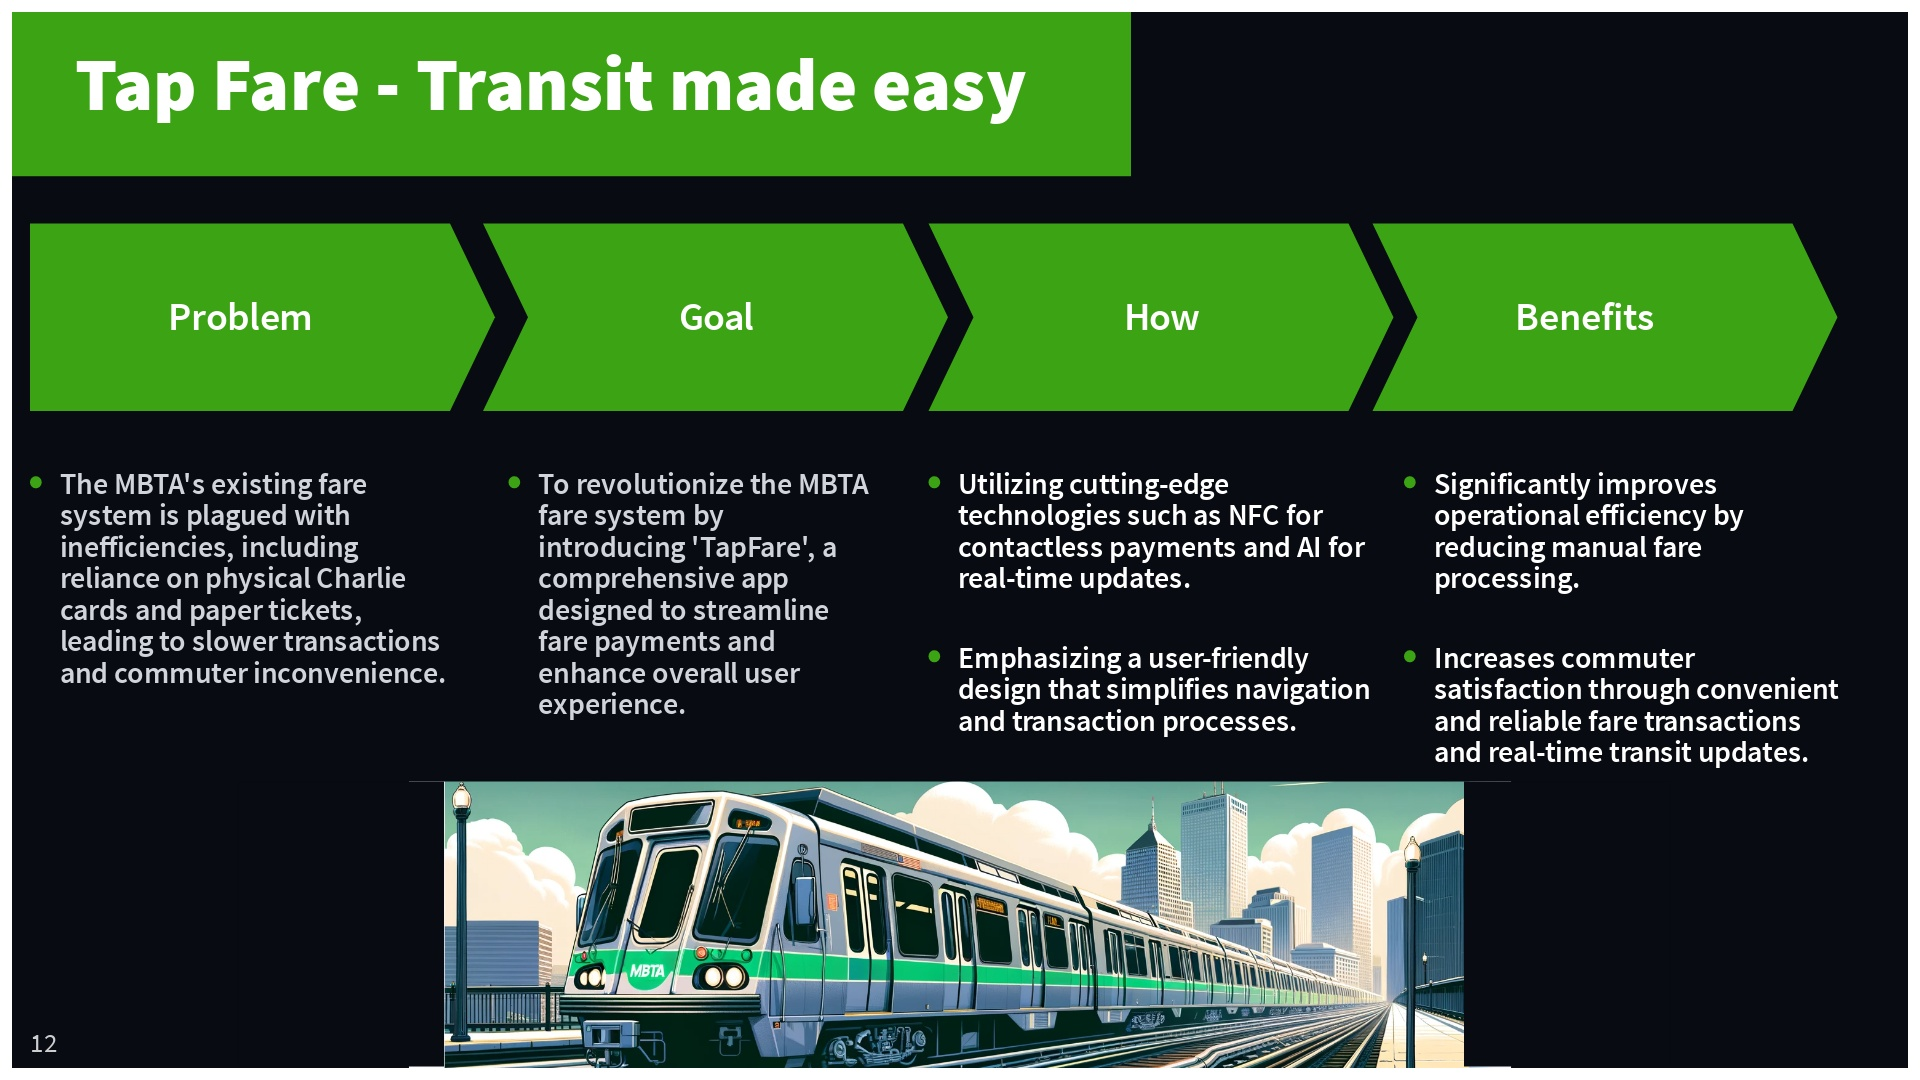 Tap Fare - Transit made easy
Problem
Goal
How
Benefits
The MBTA's existing fare
system is plagued with
inefficiencies, including
reliance on physical Charlie
cards and paper tickets,
leading to slower transactions
and commuter inconvenience.
To revolutionize the MBTA
fare system by
introducing 'TapFare', a
comprehensive app
designed to streamline
fare payments and
enhance overall user
experience.
Utilizing cutting-edge
technologies such as NFC for
contactless payments and AI for
real-time updates.
Emphasizing a user-friendly
design that simplifies navigation
and transaction processes.
Significantly improves
operational efficiency by
reducing manual fare
processing.
Increases commuter
satisfaction through convenient
and reliable fare transactions
and real-time transit updates.
MBTA
12